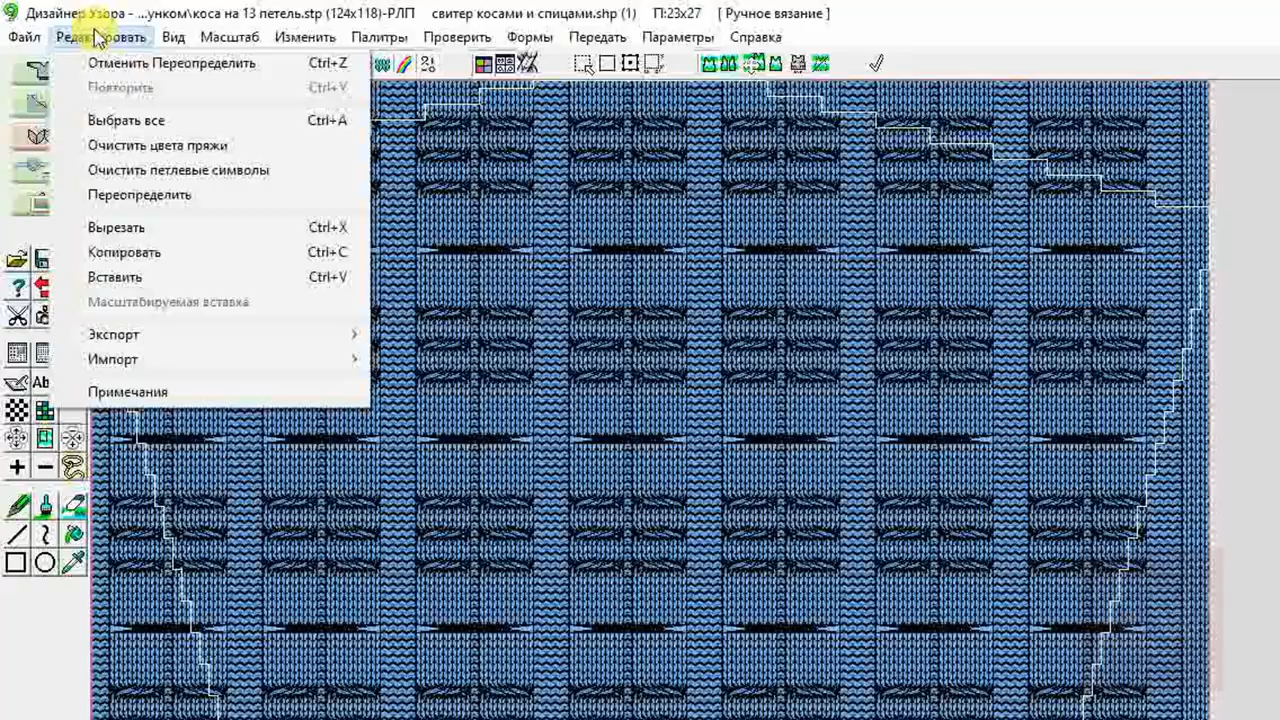 Дизайнер Узора - ...унком\коса на 13 петель.stp (124x118)-РЛП свитер косами и спицами.shp (1) П:23x27 [ Ручное вязание ]
Файл Редактировать Вид Масштаб Изменить Палитры Проверить Формы Передать Параметры Справка
Отменить Переопределить Ctrl+Z
Повторить Ctrl+Y
Выбрать все Ctrl+A
Очистить цвета пряжи
Очистить петлевые символы
Переопределить
Вырезать Ctrl+X
Копировать Ctrl+C
Вставить Ctrl+V
Масштабируемая вставка
Экспорт
Импорт
Ab
Примечания